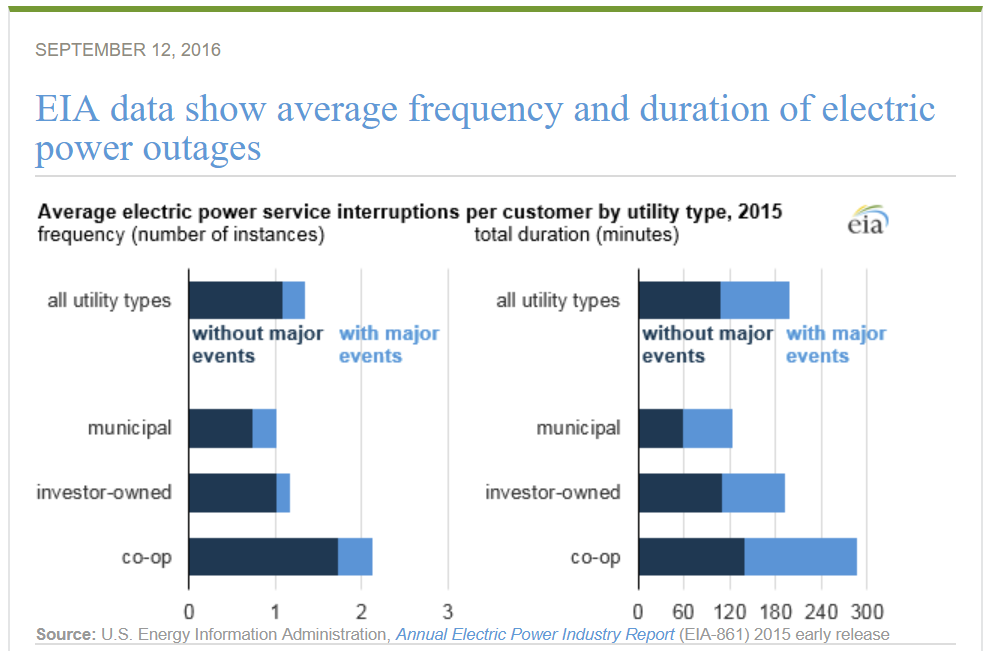 SEPTEMBER 12, 2016
EIA data show average frequency and duration of electric
power outages
Average electric power service interruptions per customer by utility type, 2015
frequency (number of instances)
total duration (minutes)
eia
all utility types
without major
events
with major
events
municipal
investor-owned
co-op
0 1 2 3
all utility types
without major
events
with major
events
municipal
investor-owned
co-op
0 60 120 180 240 300
Source: U.S. Energy Information Administration, Annual Electric Power Industry Report (EIA-861) 2015 early release